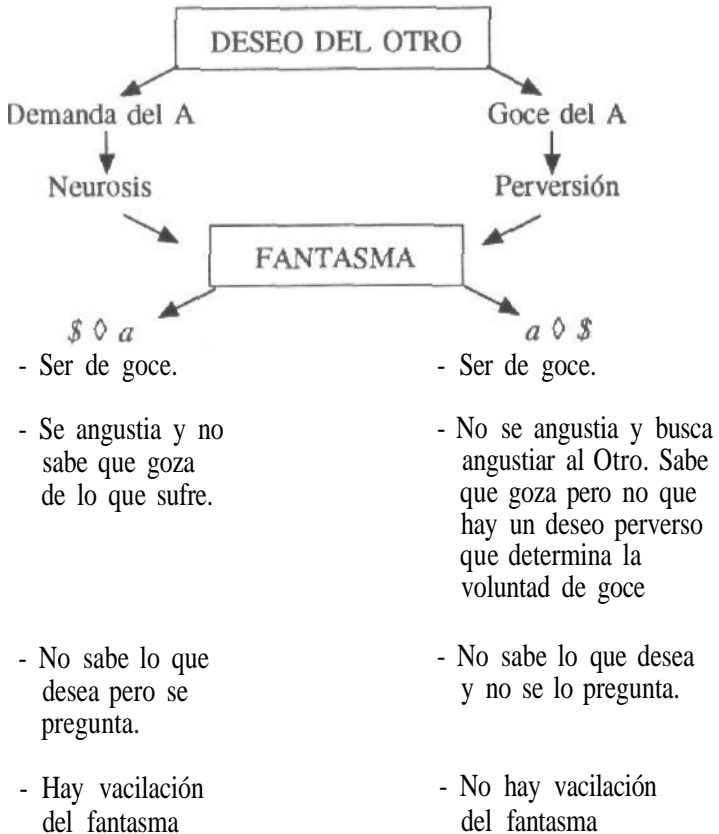 DESEO DEL OTRO
Demanda del A
Goce del A
Neurosis
Perversión
FANTASMA
$ ◊ a
- Ser de goce.
- Se angustia y no
sabe que goza
de lo que sufre.
- No sabe lo que
desea pero se
pregunta.
- Hay vacilación
del fantasma
a ◊ $
- Ser de goce.
- No se angustia y busca
angustiar al Otro. Sabe
que goza pero no que
hay un deseo perverso
que determina la
voluntad de goce
- No sabe lo que desea
y no se lo pregunta.
- No hay vacilación
del fantasma